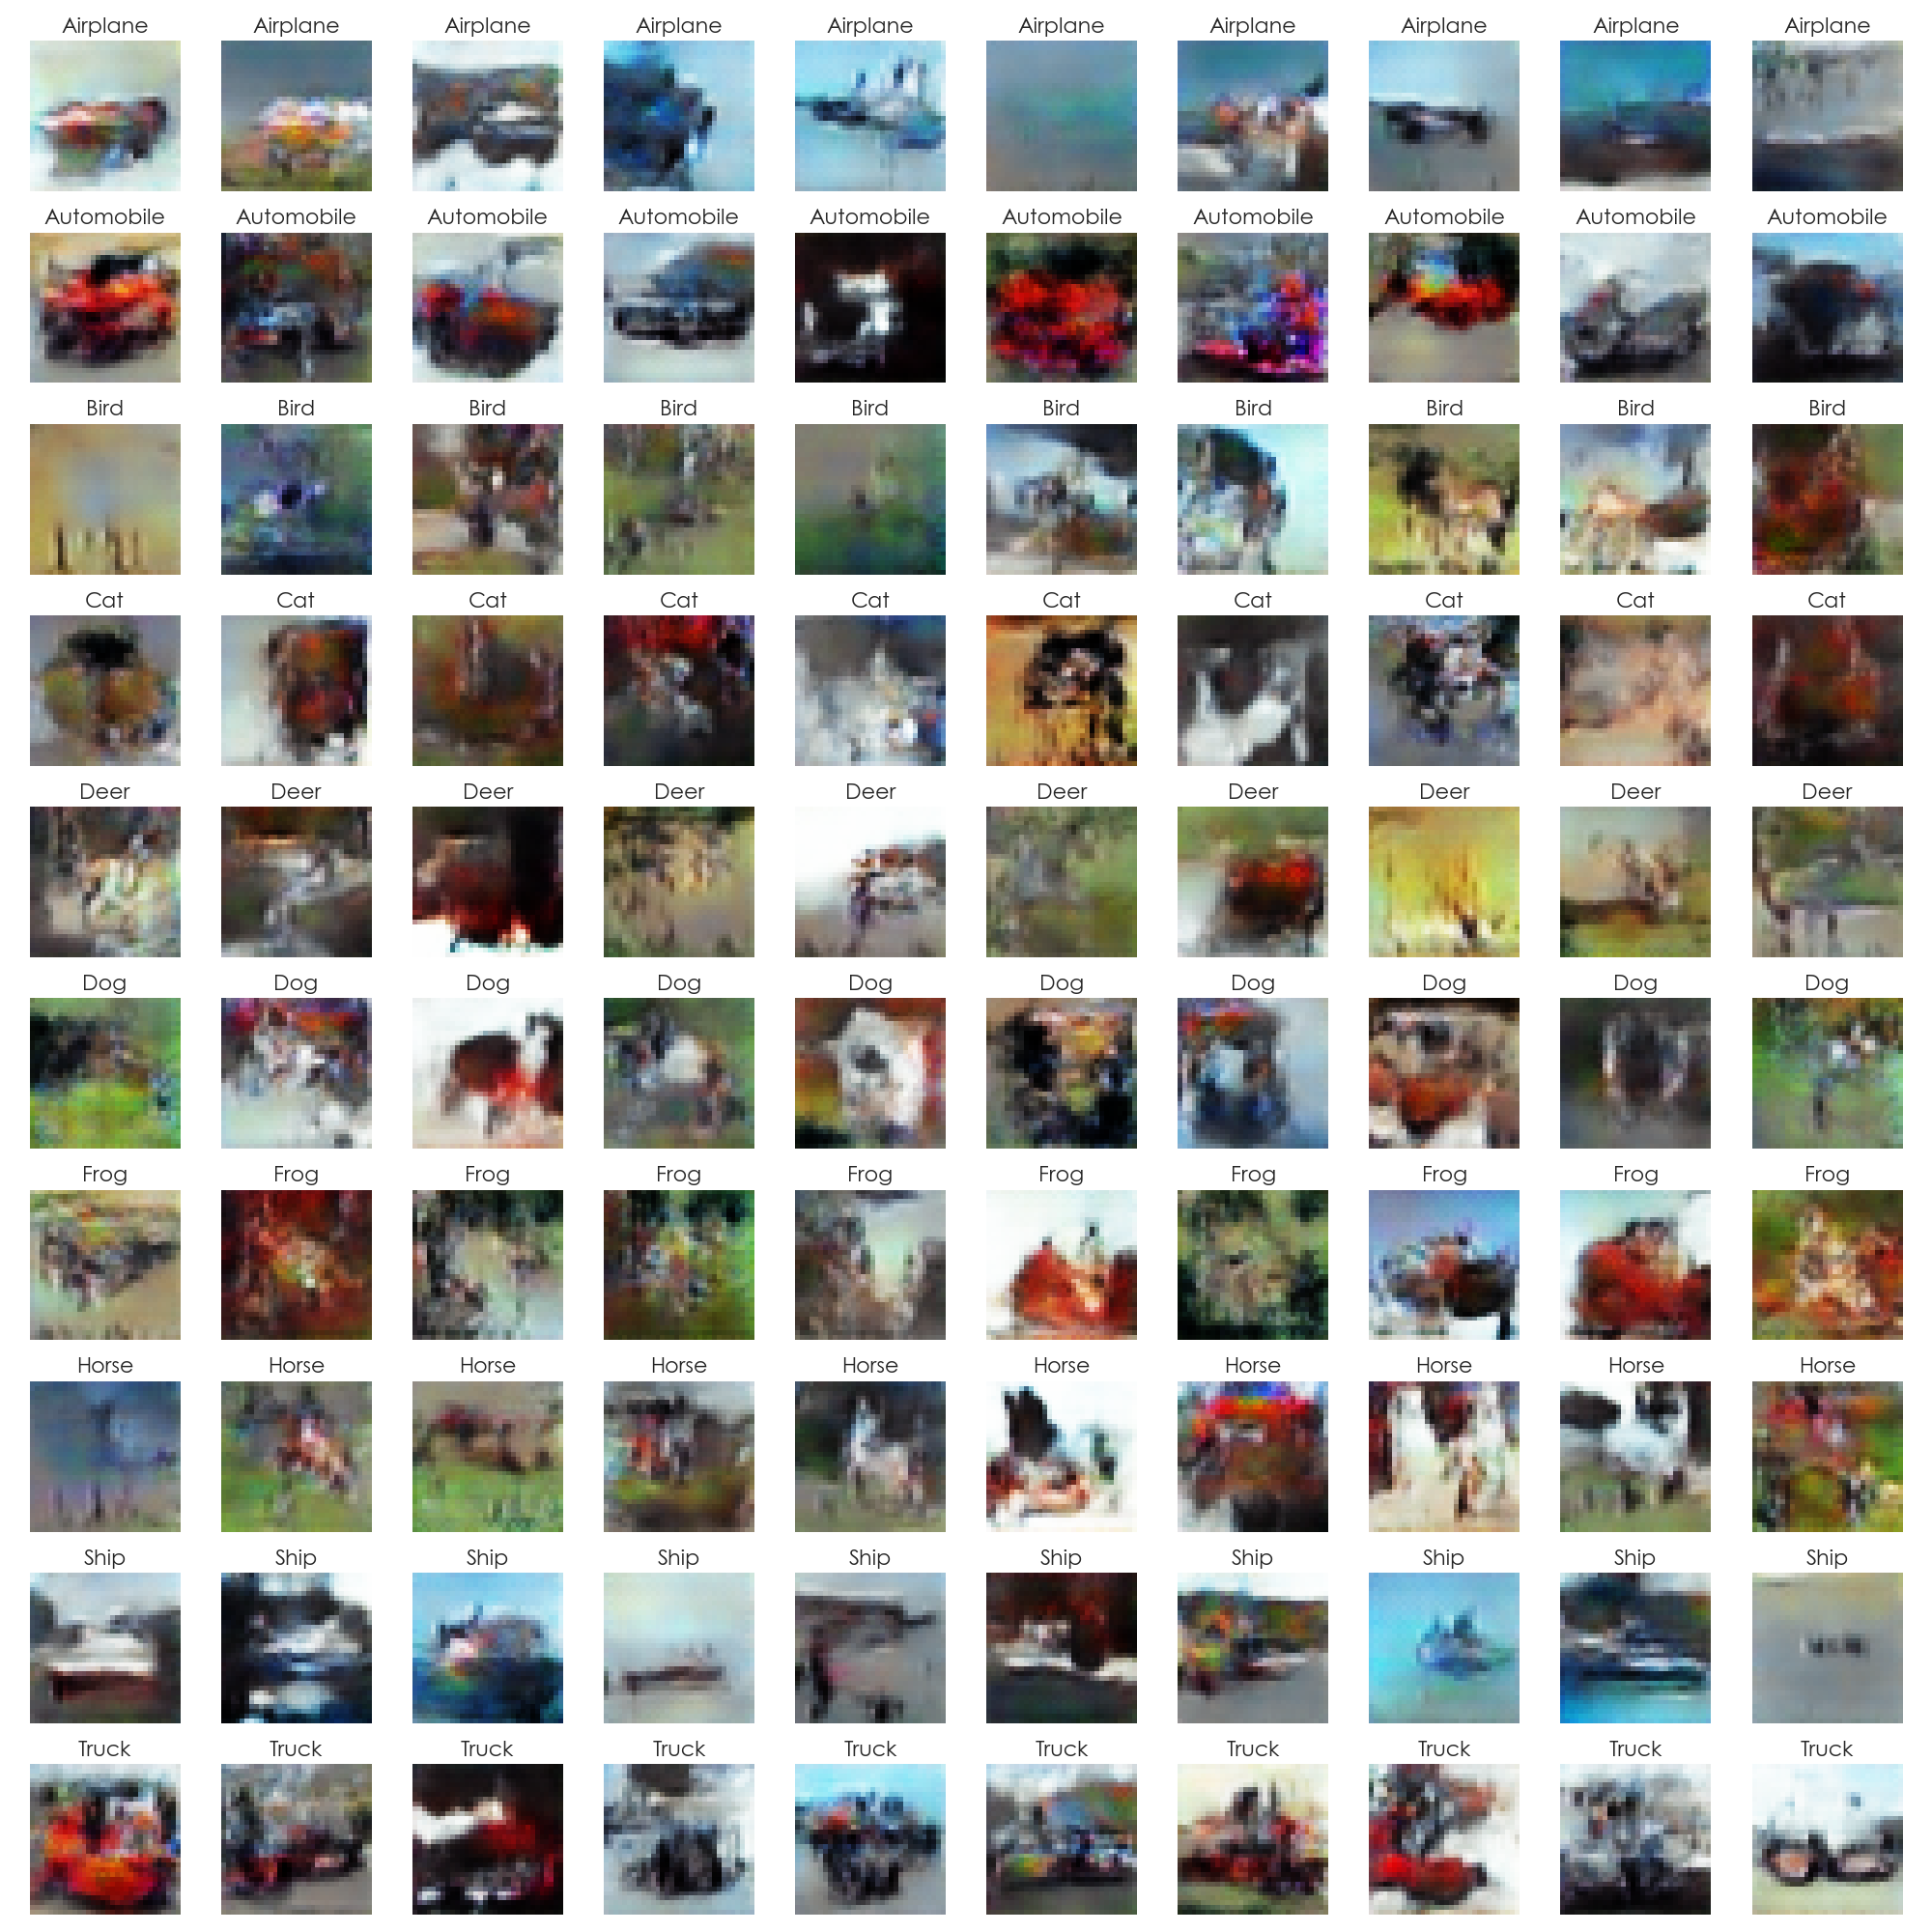 Airplane Airplane Airplane Airplane Airplane Airplane Airplane Airplane Airplane Airplane
Automobile Automobile Automobile Automobile Automobile Automobile Automobile Automobile Automobile Automobile
Bird Bird Bird Bird Bird Bird Bird Bird Bird Bird
Cat Cat Cat Cat Cat Cat Cat Cat Cat Cat
Deer Deer Deer Deer Deer Deer Deer Deer Deer Deer
Dog Dog Dog Dog Dog Dog Dog Dog Dog Dog
Frog Frog Frog Frog Frog Frog Frog Frog Frog Frog
Horse Horse Horse Horse Horse Horse Horse Horse Horse Horse
Ship Ship Ship Ship Ship Ship Ship Ship Ship Ship
Truck Truck Truck Truck Truck Truck Truck Truck Truck Truck